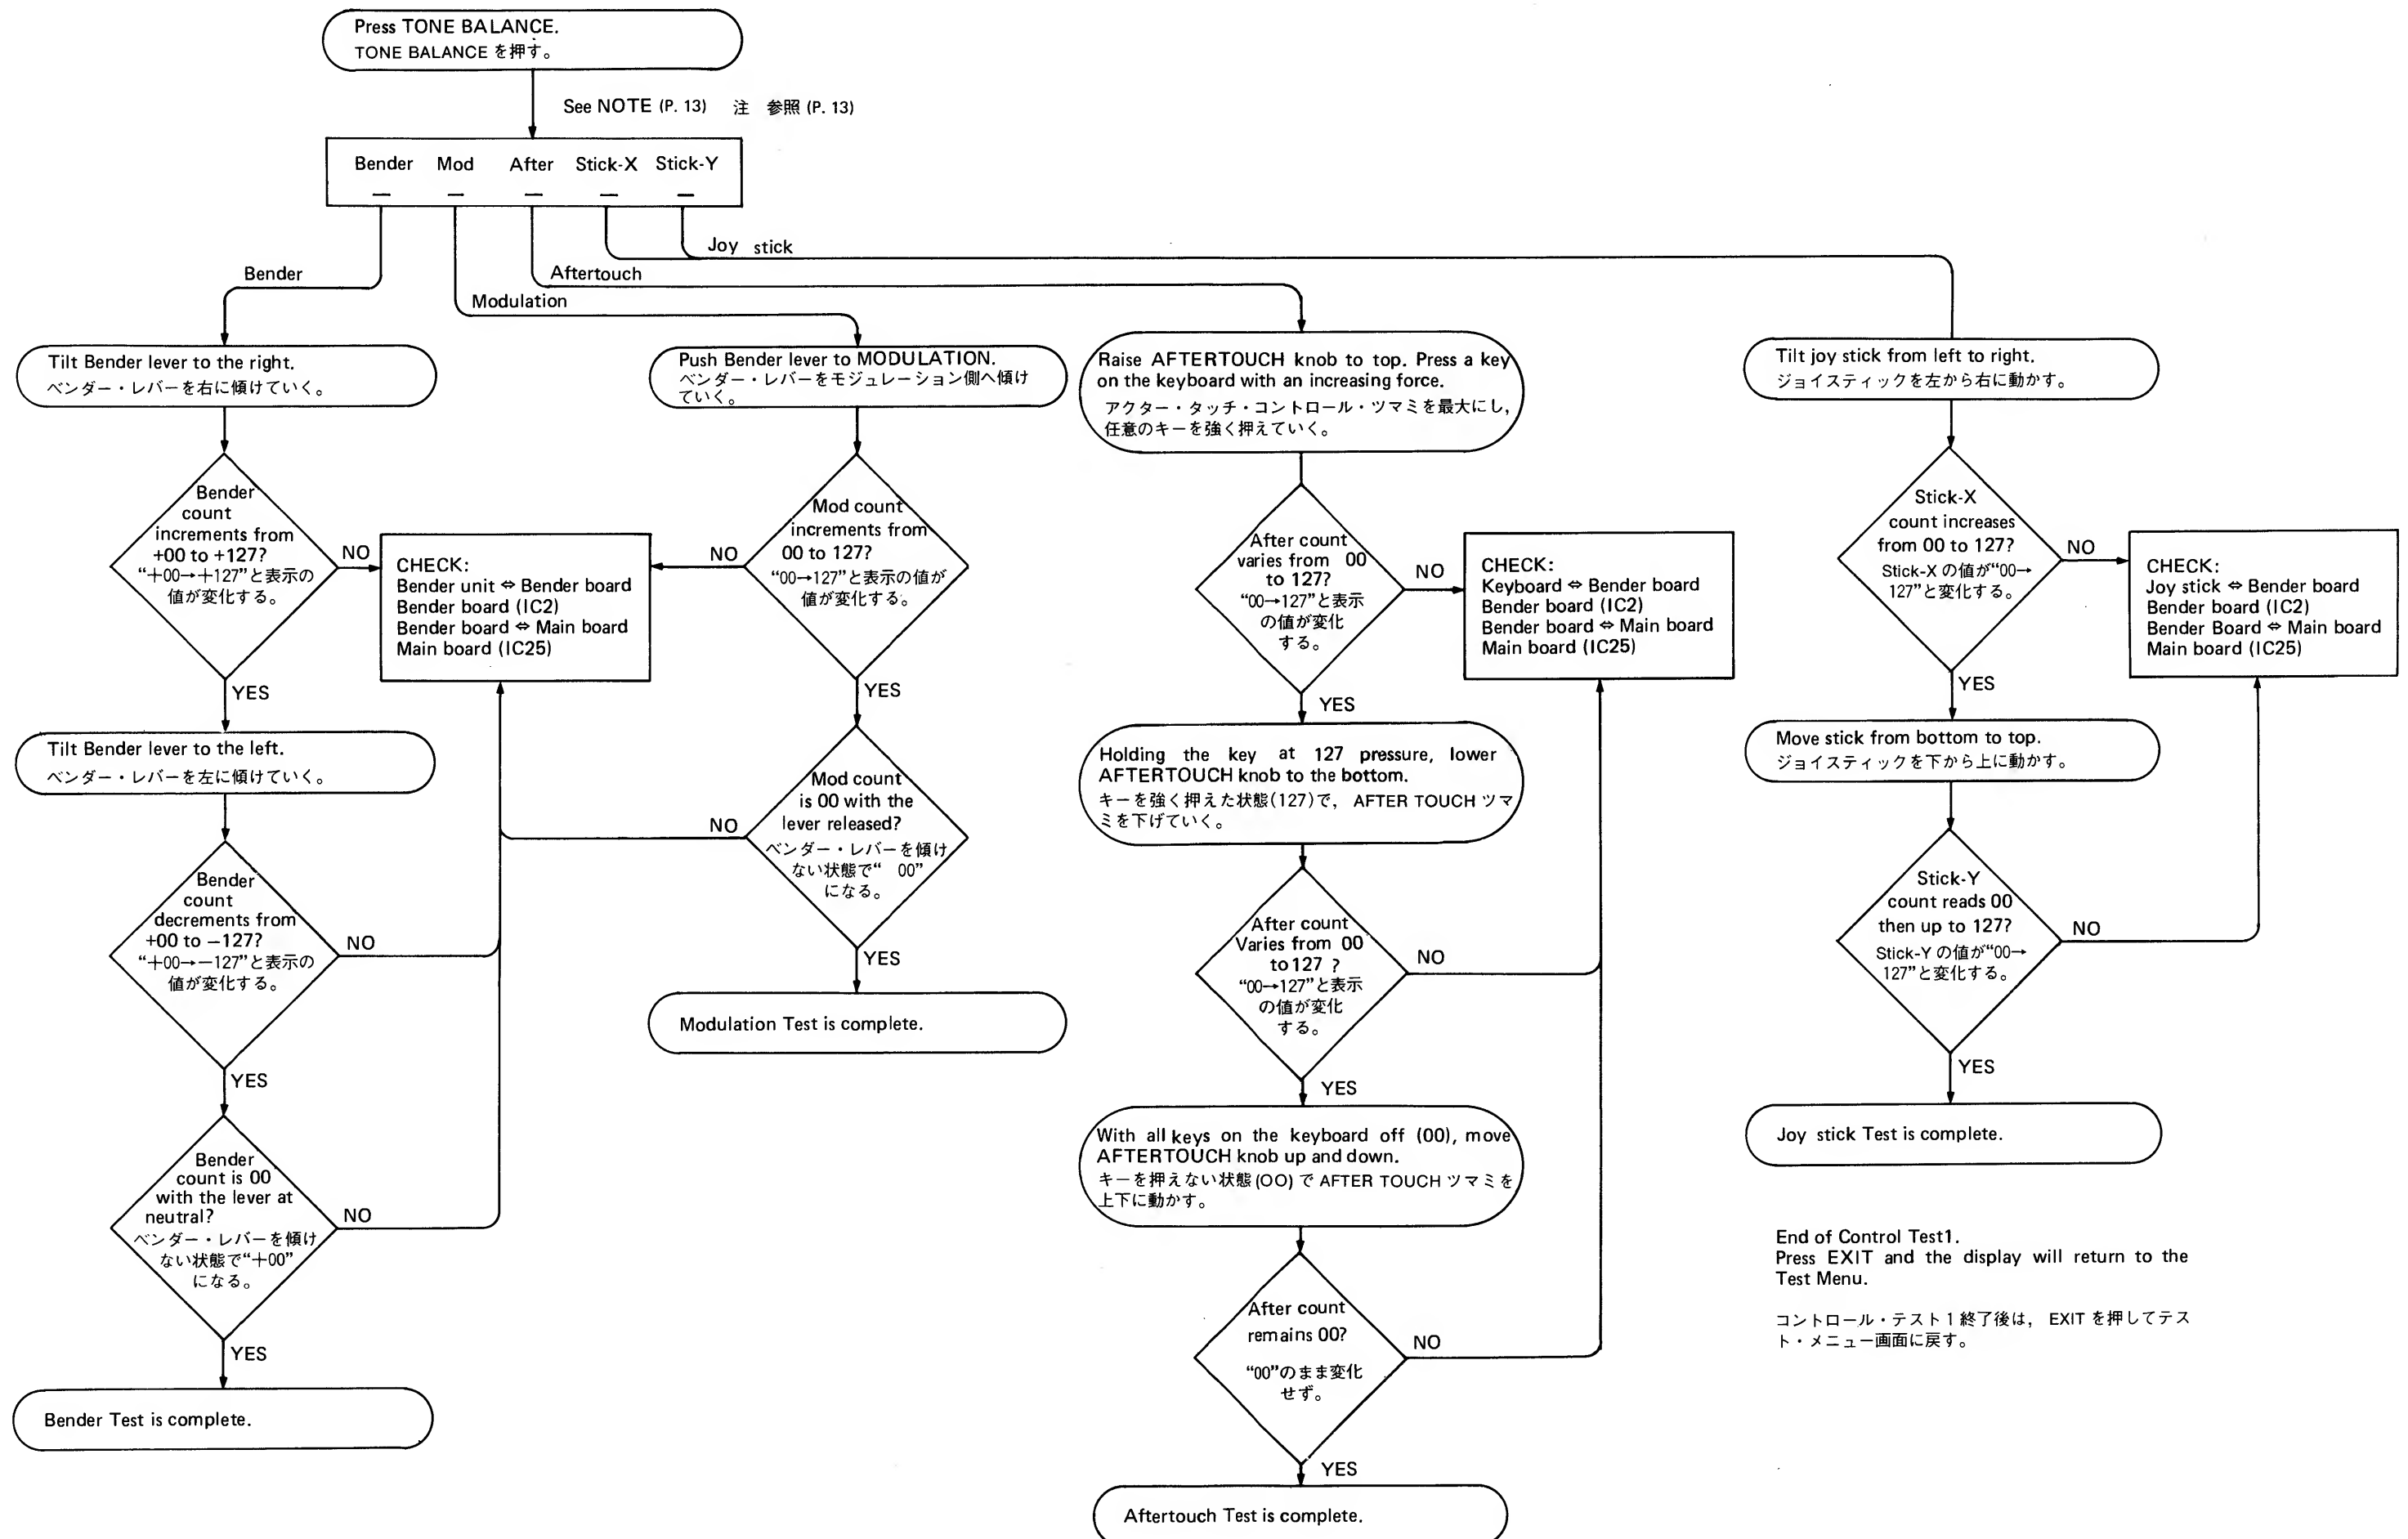 Press TONE BALANCE.
TONE BALANCE を押す。
See NOTE (P. 13) 注 参照 (P. 13)
Bender Mod After Stick-X Stick-Y
Joy stick
Bender
Aftertouch
Modulation
Tilt Bender lever to the right.
ベンダー・レバーを右に傾けていく。
Bender
count
increments from
+00 to +127?
“+00→+127”と表示の
値が変化する。
NO
YES
CHECK:
Bender unit ⇔ Bender board
Bender board (IC2)
Bender board ⇔ Main board
Main board (IC25)
Tilt Bender lever to the left.
ベンダー・レバーを左に傾けていく。
Bender
count
decrements from
+00 to −127?
“+00→−127”と表示の
値が変化する。
NO
YES
Bender
count is 00
with the lever at
neutral?
ベンダー・レバーを傾け
ない状態で“+00”
になる。
NO
YES
Bender Test is complete.
Push Bender lever to MODULATION.
ベンダー・レバーをモジュレーション側へ傾け
ていく。
Mod count
increments from
00 to 127?
“00→127”と表示の値が
値が変化する。
NO
YES
Mod count
is 00 with the
lever released?
ベンダー・レバーを傾け
ない状態で“ 00”
になる。
NO
YES
Modulation Test is complete.
Raise AFTERTOUCH knob to top. Press a key
on the keyboard with an increasing force.
アクター・タッチ・コントロール・ツマミを最大にし,
任意のキーを強く押えていく。
After count
varies from 00
to 127?
“00→127”と表示
の値が変化
する。
NO
YES
CHECK:
Keyboard ⇔ Bender board
Bender board (IC2)
Bender board ⇔ Main board
Main board (IC25)
Holding the key at 127 pressure, lower
AFTERTOUCH knob to the bottom.
キーを強く押えた状態(127)で, AFTER TOUCH ツマ
ミを下げていく。
After count
Varies from 00
to 127 ?
“00→127”と表示
の値が変化
する。
NO
YES
With all keys on the keyboard off (00), move
AFTERTOUCH knob up and down.
キーを押えない状態(OO) で AFTER TOUCH ツマミを
上下に動かす。
After count
remains 00?
“00”のまま変化
せず。
NO
YES
Aftertouch Test is complete.
Tilt joy stick from left to right.
ジョイスティックを左から右に動かす。
Stick-X
count increases
from 00 to 127?
Stick-X の値が“00→
127”と変化する。
NO
YES
CHECK:
Joy stick ⇔ Bender board
Bender board (IC2)
Bender Board ⇔ Main board
Main board (IC25)
Move stick from bottom to top.
ジョイスティックを下から上に動かす。
Stick-Y
count reads 00
then up to 127?
Stick-Y の値が“00→
127”と変化する。
NO
YES
Joy stick Test is complete.
End of Control Test1.
Press EXIT and the display will return to the
Test Menu.
コントロール・テスト 1 終了後は, EXIT を押してテス
ト・メニュー画面に戻す。